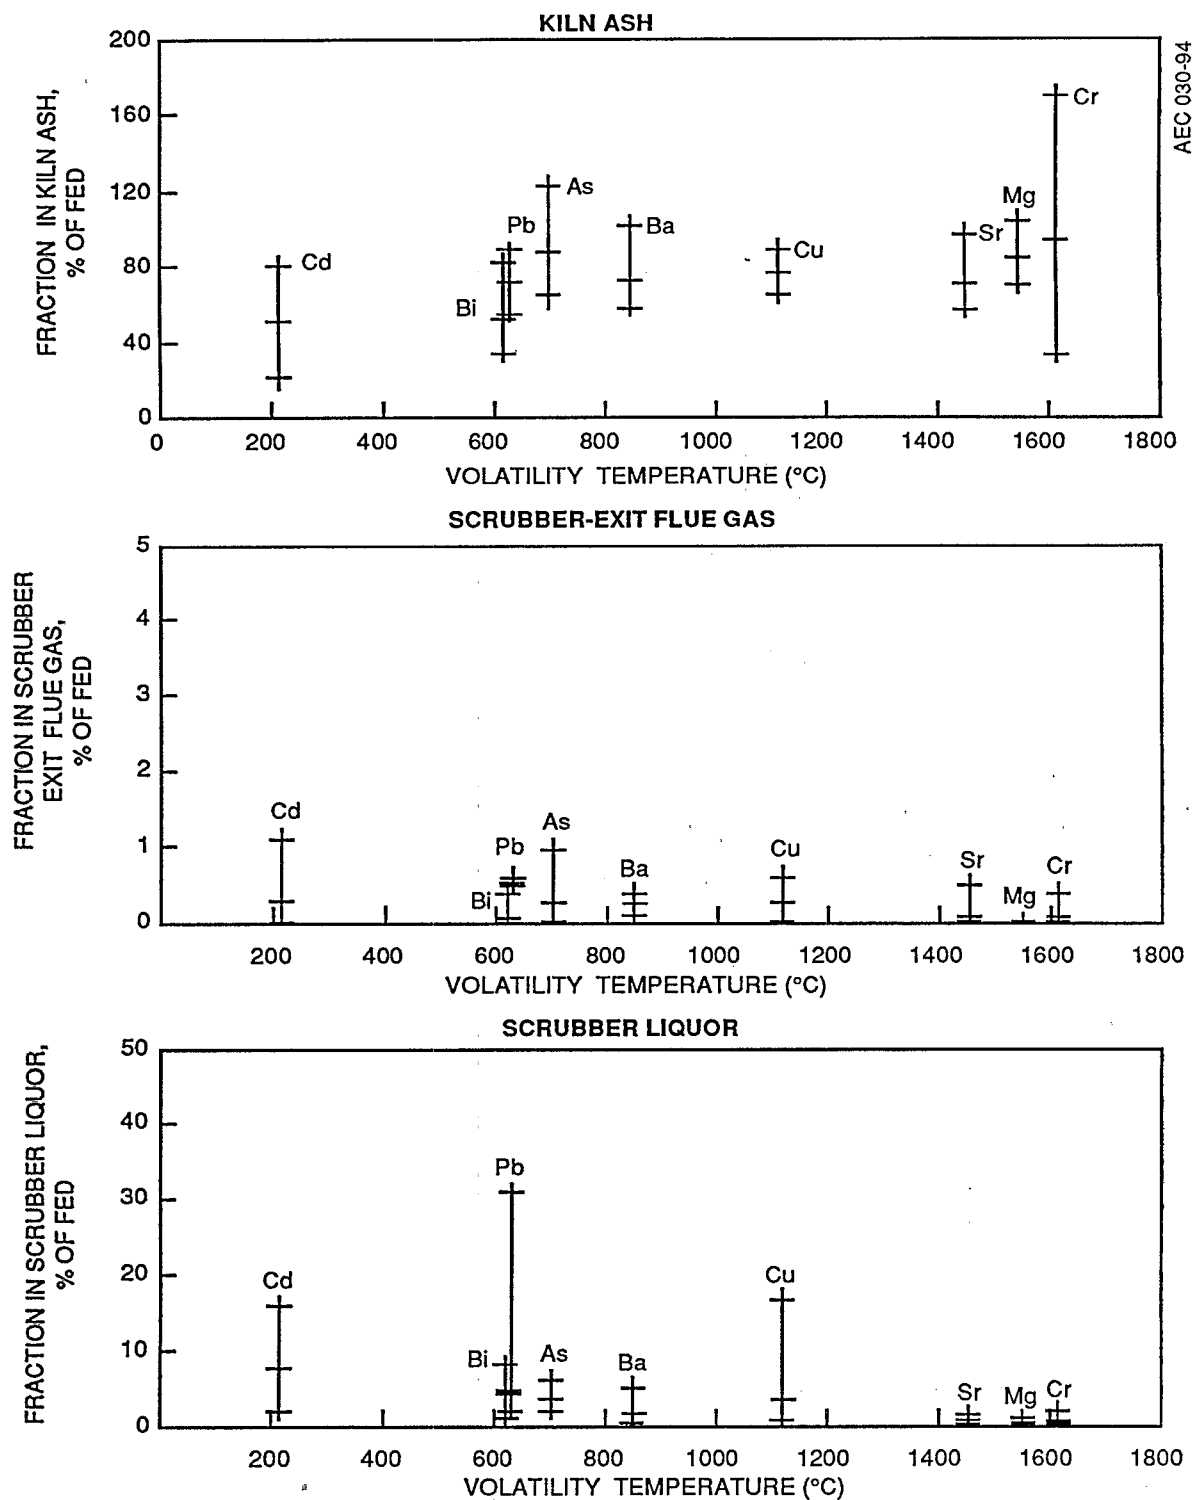 KILN ASH
AEC 030-94
FRACTION IN KILN ASH,
% OF FED
200
160
120
80
40
0
Cd
Bi
Pb
As
Ba
Cu
Sr
Mg
Cr
0 200 400 600 800 1000 1200 1400 1600 1800
VOLATILITY TEMPERATURE (°C)
SCRUBBER-EXIT FLUE GAS
FRACTION IN SCRUBBER
EXIT FLUE GAS,
% OF FED
5
4
3
2
1
0
Cd
Bi
Pb
As
Ba
Cu
Sr
Mg
Cr
200 400 600 800 1000 1200 1400 1600 1800
VOLATILITY TEMPERATURE (°C)
SCRUBBER LIQUOR
FRACTION IN SCRUBBER LIQUOR,
% OF FED
50
40
30
20
10
0
Cd
Bi
Pb
As
Ba
Cu
Sr
Mg
Cr
200 400 600 800 1000 1200 1400 1600 1800
VOLATILITY TEMPERATURE (°C)